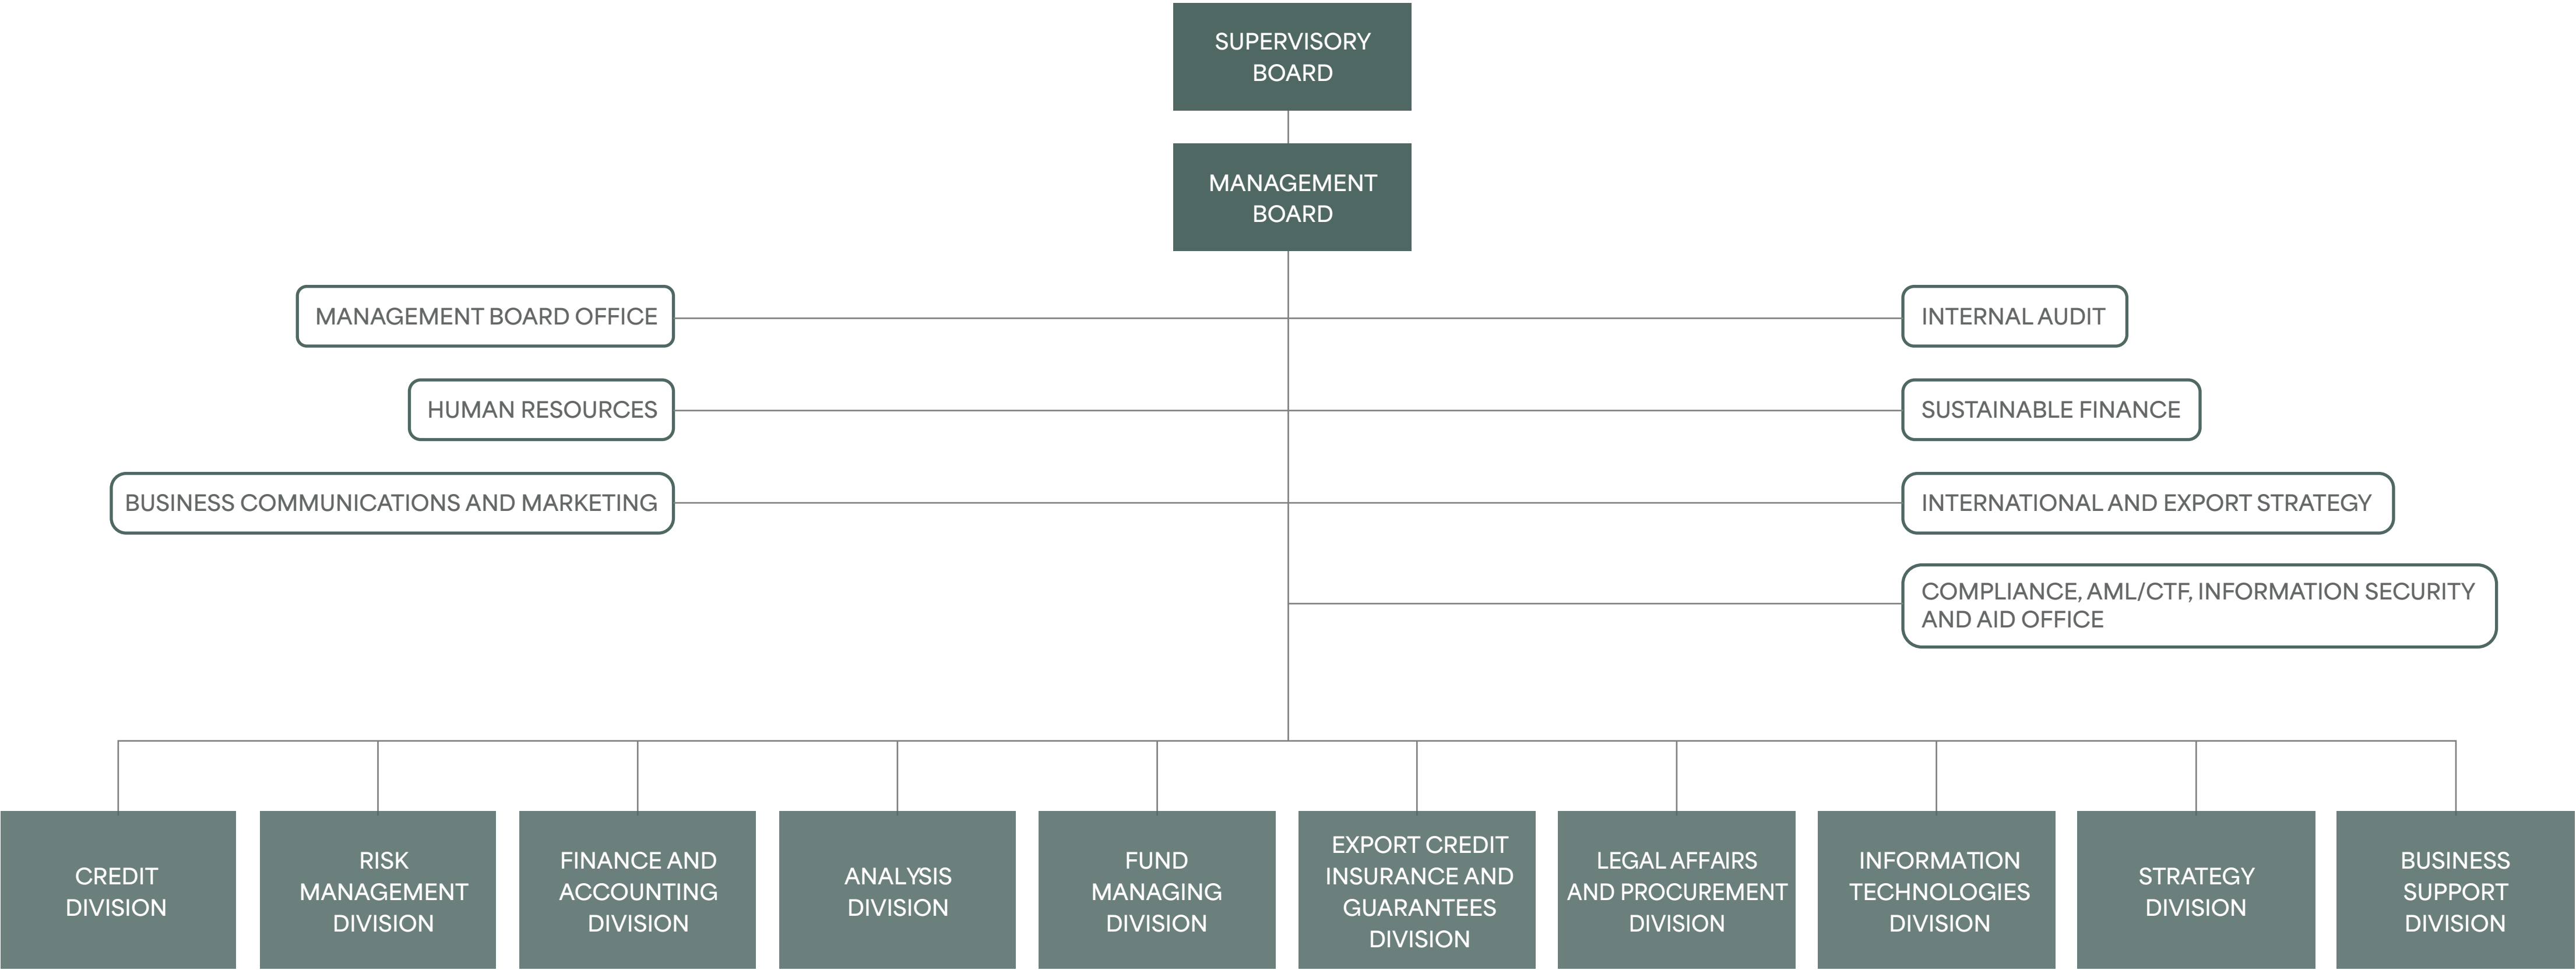 SUPERVISORY
BOARD
MANAGEMENT
BOARD
MANAGEMENT BOARD OFFICE
INTERNAL AUDIT
HUMAN RESOURCES
SUSTAINABLE FINANCE
BUSINESS COMMUNICATIONS AND MARKETING
INTERNATIONAL AND EXPORT STRATEGY
COMPLIANCE, AML/CTF, INFORMATION SECURITY
AND AID OFFICE
CREDIT
DIVISION
RISK
MANAGEMENT
DIVISION
FINANCE AND
ACCOUNTING
DIVISION
ANALYSIS
DIVISION
FUND
MANAGING
DIVISION
EXPORT CREDIT
INSURANCE AND
GUARANTEES
DIVISION
LEGAL AFFAIRS
AND PROCUREMENT
DIVISION
INFORMATION
TECHNOLOGIES
DIVISION
STRATEGY
DIVISION
BUSINESS
SUPPORT
DIVISION